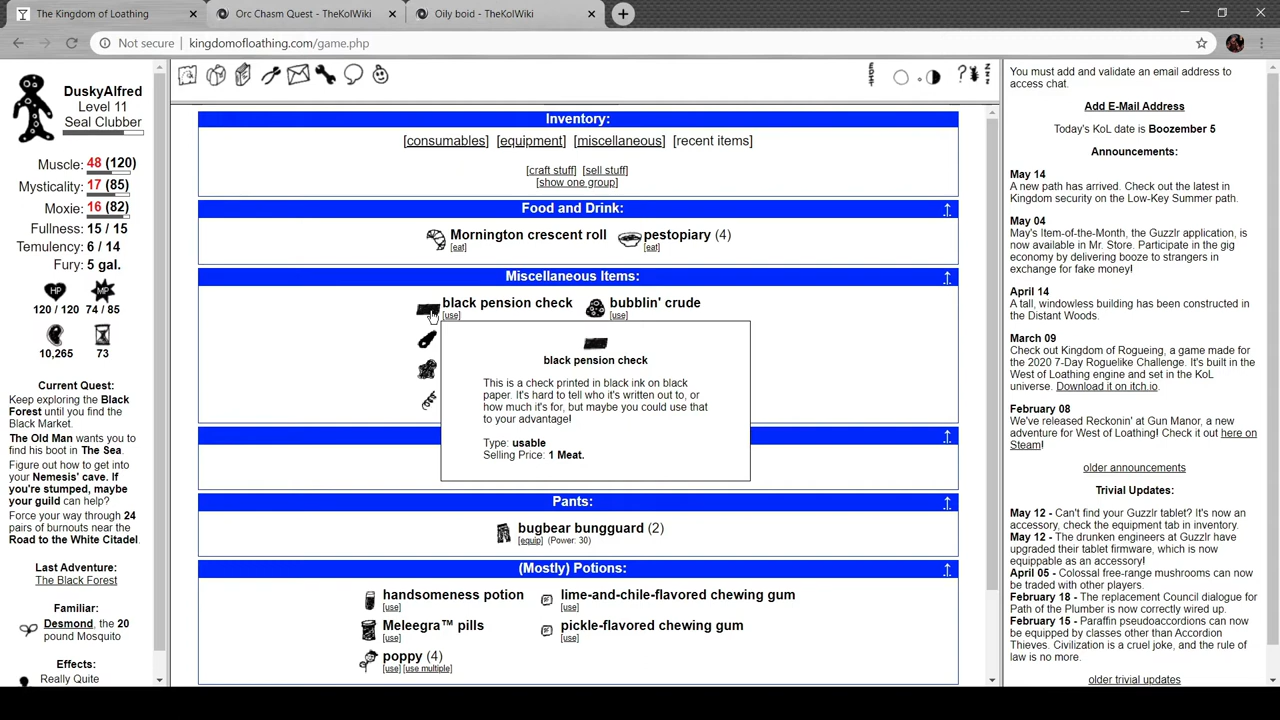 The Kingdom of Loathing
Orc Chasm Quest - TheKolWiki
Oily boid - TheKolWiki
Not secure
kingdomofloathing.com/game.php
DuskyAlfred
Level 11
Seal Clubber
Muscle: 48 (120)
Mysticality: 17 (85)
Moxie: 16 (82)
Fullness: 15 / 15
Temulency: 6 / 14
Fury: 5 gal.
HP
MP
120 / 120
74 / 85
10,265
73
Current Quest:
Keep exploring the Black
Forest until you find the
Black Market.
The Old Man wants you to
find his boot in The Sea.
Figure out how to get into
your Nemesis' cave. If
you're stumped, maybe
your guild can help?
Force your way through 24
pairs of burnouts near the
Road to the White Citadel.
Last Adventure:
The Black Forest
Familiar:
Desmond, the 20
pound Mosquito
Effects:
Really Quite
Inventory:
[consumables] [equipment] [miscellaneous] [recent items]
[craft stuff] [sell stuff]
[show one group]
Food and Drink:
Mornington crescent roll
[eat]
pestopiary (4)
[eat]
Miscellaneous Items:
black pension check
[use]
bubblin' crude
[use]
black pension check
This is a check printed in black ink on black
paper. It's hard to tell who it's written out to, or
how much it's for, but maybe you could use that
to your advantage!
Type: usable
Selling Price: 1 Meat.
Pants:
bugbear bungguard (2)
[equip] (Power: 30)
(Mostly) Potions:
handsomeness potion
[use]
lime-and-chile-flavored chewing gum
[use]
Meleegra™ pills
[use]
pickle-flavored chewing gum
[use]
poppy (4)
[use] [use multiple]
You must add and validate an email address to
access chat.
Add E-Mail Address
Today's KoL date is Boozember 5
Announcements:
May 14
A new path has arrived. Check out the latest in
Kingdom security on the Low-Key Summer path.
May 04
May's Item-of-the-Month, the Guzzlr application, is
now available in Mr. Store. Participate in the gig
economy by delivering booze to strangers in
exchange for fake money!
April 14
A tall, windowless building has been constructed in
the Distant Woods.
March 09
Check out Kingdom of Rogueing, a game made for
the 2020 7-Day Roguelike Challenge. It's built in the
West of Loathing engine and set in the KoL
universe. Download it on itch.io.
February 08
We've released Reckonin' at Gun Manor, a new
adventure for West of Loathing! Check it out here on
Steam!
older announcements
Trivial Updates:
May 12 - Can't find your Guzzlr tablet? It's now an
accessory, check the equipment tab in inventory.
May 12 - The drunken engineers at Guzzlr have
upgraded their tablet firmware, which is now
equippable as an accessory!
April 05 - Colossal free-range mushrooms can now
be traded with other players.
February 18 - The replacement Council dialogue for
Path of the Plumber is now correctly wired up.
February 15 - Paraffin pseudoaccordions can now
be equipped by classes other than Accordion
Thieves. Civilization is a cruel joke, and the rule of
law is no more.
older trivial updates